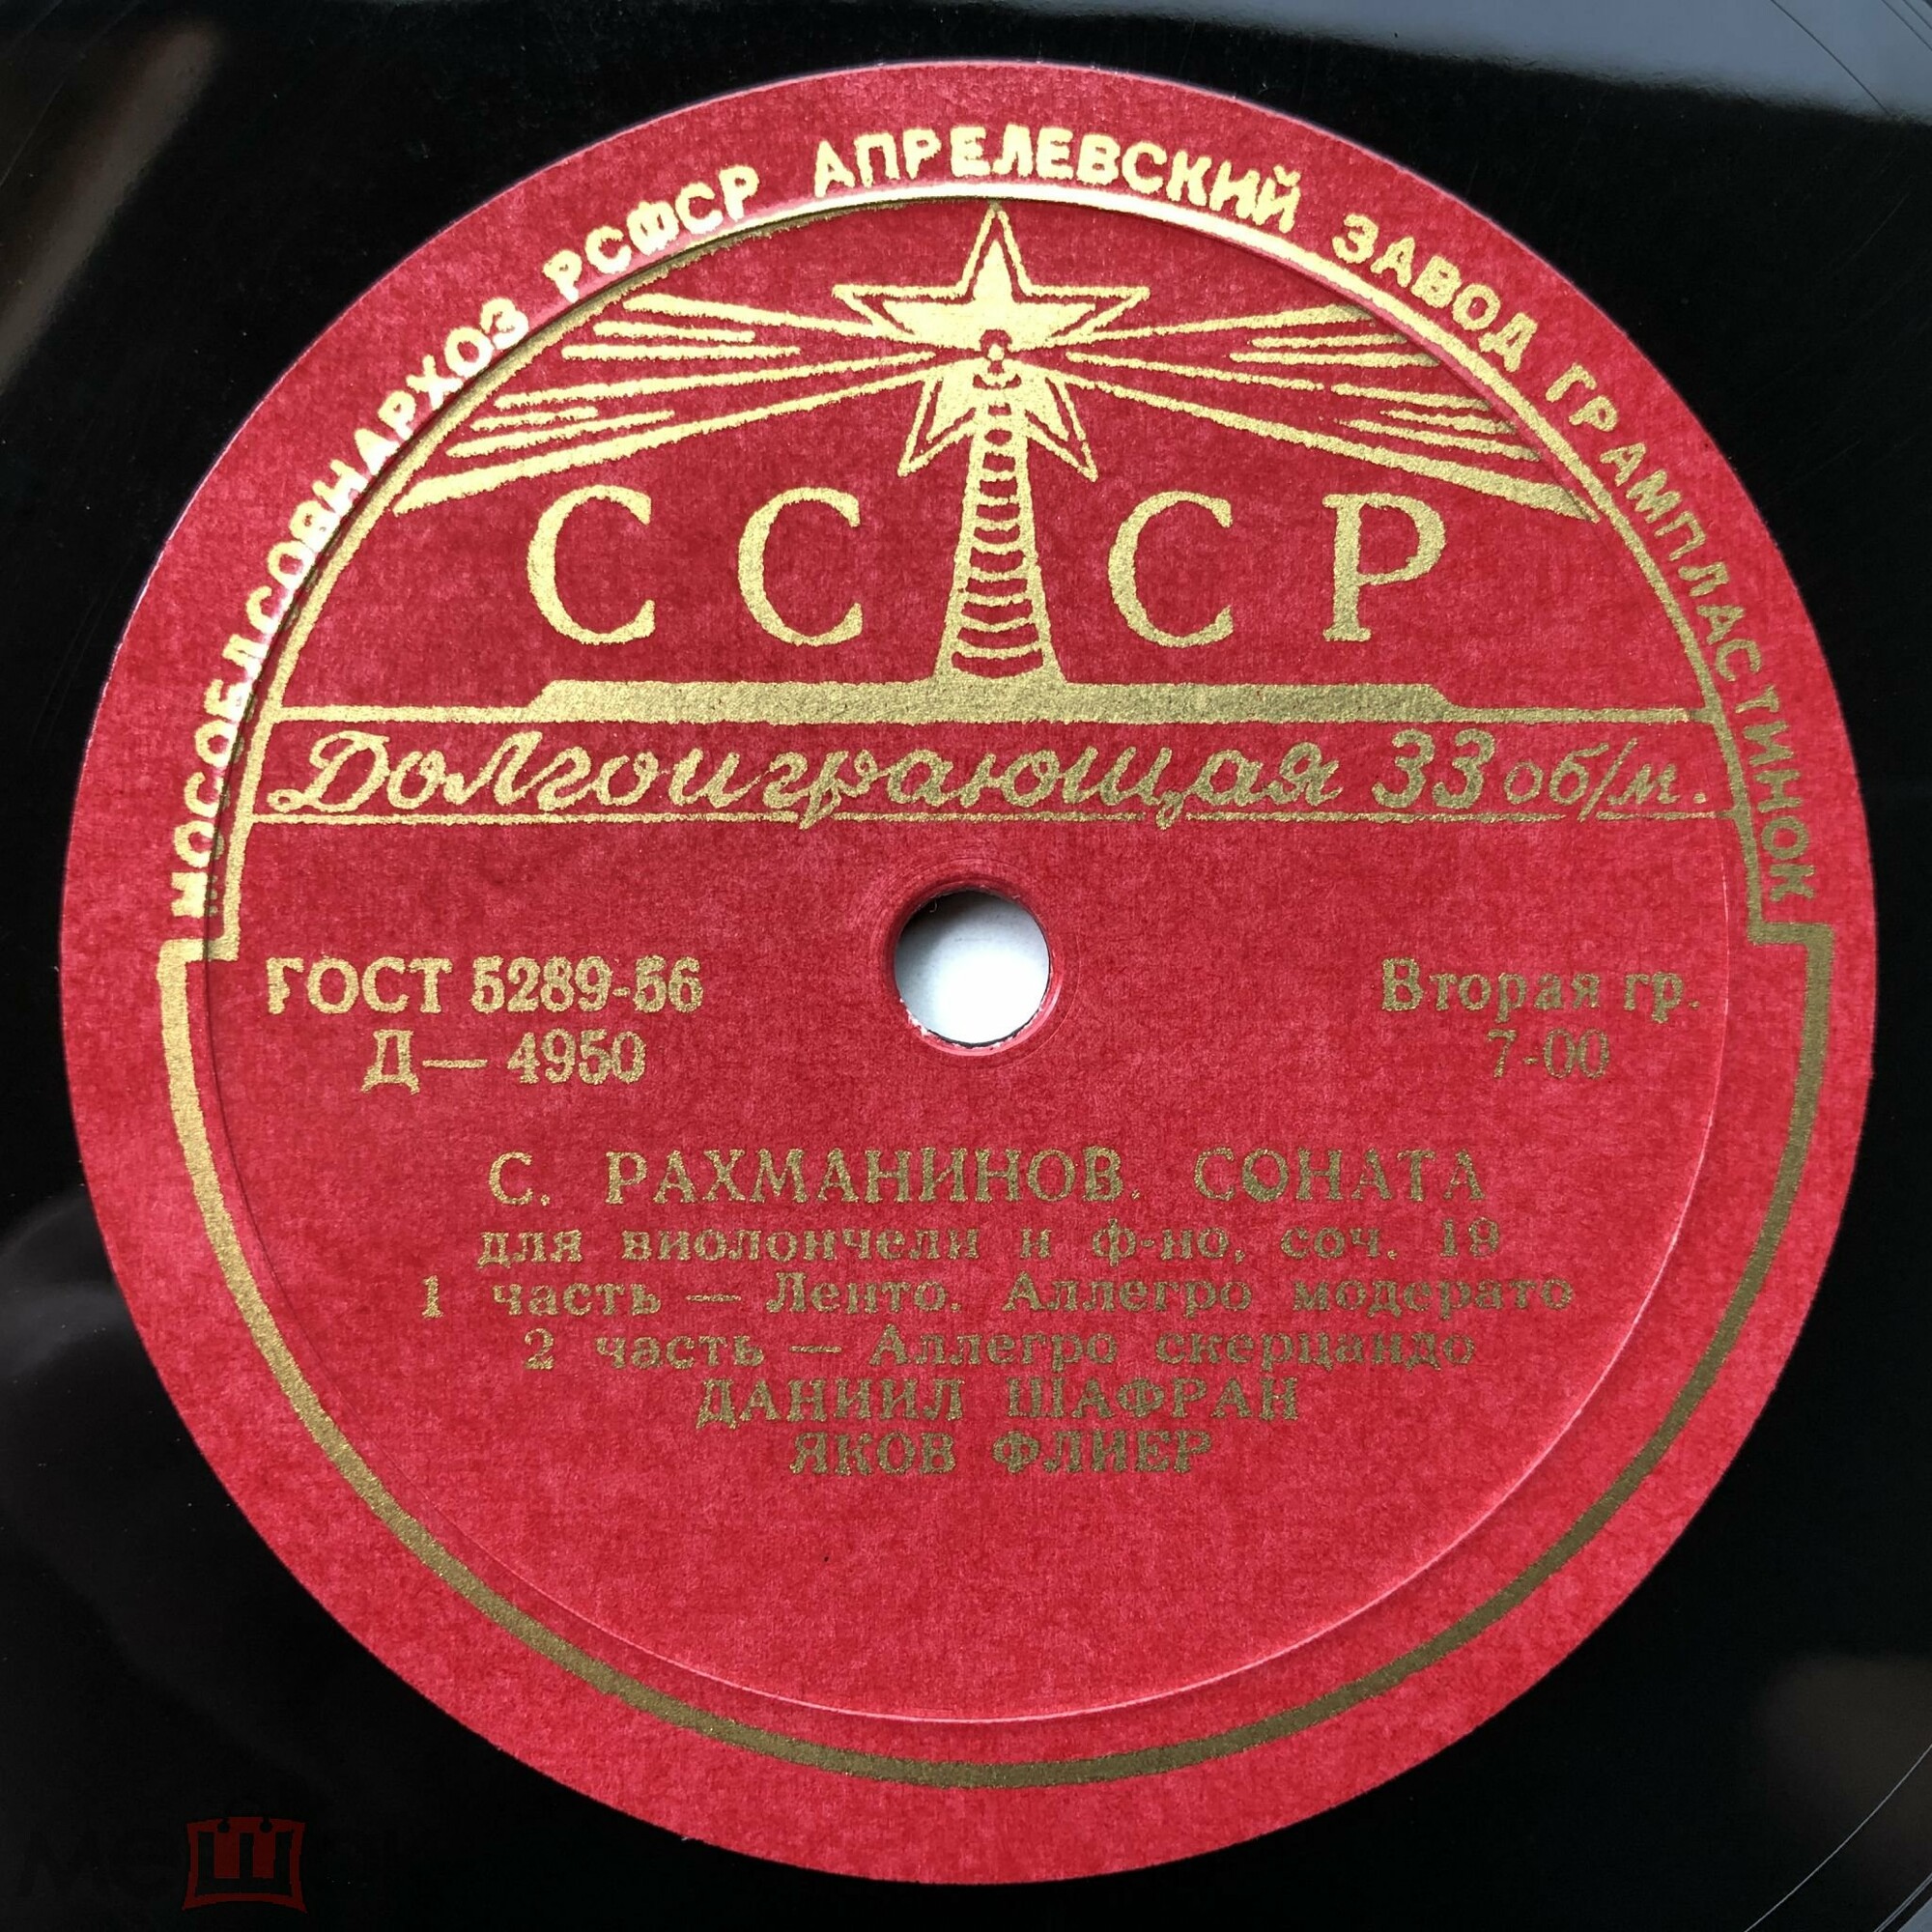 МОСОБЛСОВНАРХОЗ РСФСР АПРЕЛЕВСКИЙ ЗАВОД ГРАМПЛАСТИНОК
СССР
Долгоиграющая 33 об/м.
ГОСТ 5289-56
Д— 4950
Вторая гр.
7-00
С. РАХМАНИНОВ. СОНАТА
для виолончели и ф-но, соч. 19
1 часть — Ленто. Аллегро модерато
2 часть — Аллегро скерцандо
ДАНИИЛ ШАФРАН
ЯКОВ ФЛИЕР